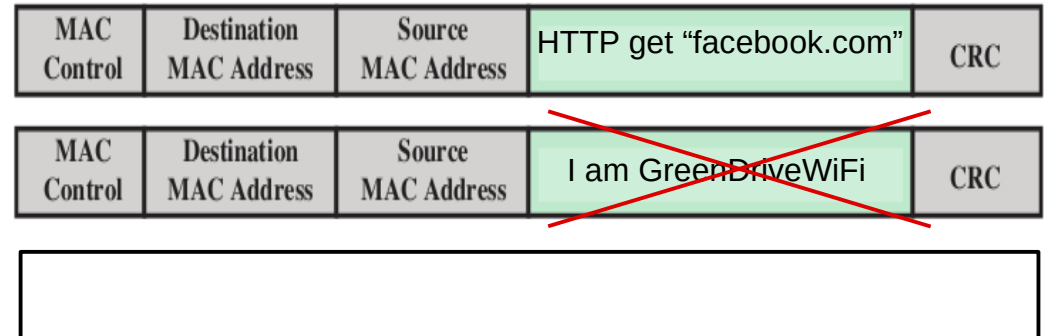 MAC Control Destination MAC Address Source MAC Address HTTP get “facebook.com” CRC
MAC Control Destination MAC Address Source MAC Address I am GreenDriveWiFi CRC